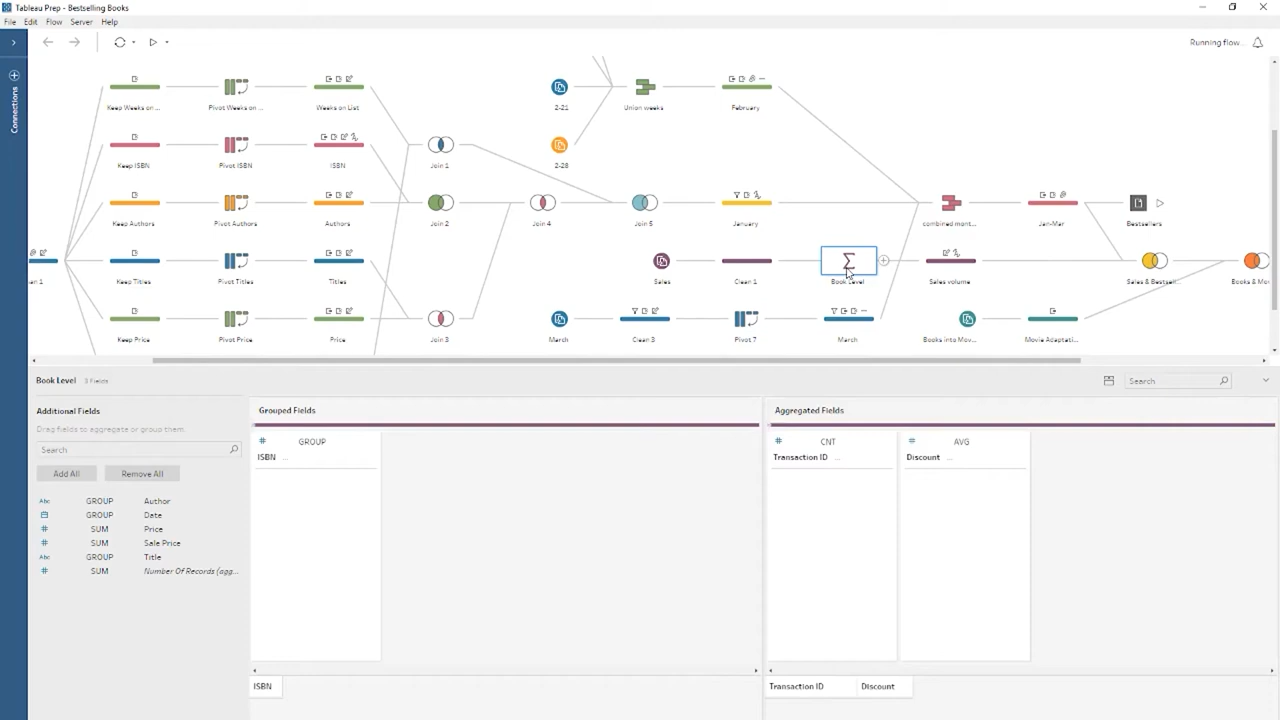 Tableau Prep - Bestselling Books
File Edit Flow Server Help
Running flow...
Connections
Keep Weeks on ... Pivot Weeks on ... Weeks on List 2-21 Union weeks February
Keep ISBN Pivot ISBN ISBN Join 1 2-28
Keep Authors Pivot Authors Authors Join 2 Join 4 Join 5 January combined mont... Jan-Mar Bestsellers
an 1 Keep Titles Pivot Titles Titles Sales Clean 1 Book Level Sales volume Sales & Bestsell... Books & Mo
Keep Price Pivot Price Price Join 3 March Clean 3 Pivot 7 March Books into Mov... Movie Adaptati...
Book Level 3 Fields
Search
Additional Fields
Drag fields to aggregate or group them.
Search
Add All Remove All
Abc GROUP Author
GROUP Date
# SUM Price
# SUM Sale Price
Abc GROUP Title
# SUM Number Of Records (agg...
Grouped Fields
# GROUP
ISBN ...
ISBN
Aggregated Fields
# CNT
Transaction ID ...
# AVG
Discount ...
Transaction ID Discount